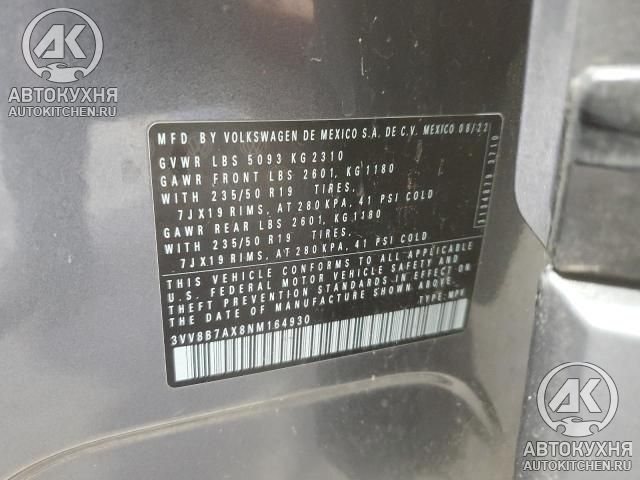 АК
АВТОКУХНЯ
AUTOKITCHEN.RU
MFD. BY VOLKSWAGEN DE MEXICO S.A. DE C.V. MEXICO 08/22
GVWR LBS 5093 KG 2310
GAWR FRONT LBS 2601, KG 1180
WITH 235/50 R19 TIRES,
7JX19 RIMS, AT 280 KPA, 41 PSI COLD
GAWR REAR LBS 2601, KG 1180
WITH 235/50 R19 TIRES,
7JX19 RIMS, AT 280 KPA, 41 PSI COLD
THIS VEHICLE CONFORMS TO ALL APPLICABLE
U.S. FEDERAL MOTOR VEHICLE SAFETY AND
THEFT PREVENTION STANDARDS IN EFFECT ON
THE DATE OF MANUFACTURE SHOWN ABOVE.
3VV8B7AX8NM164930 TYPE: MPV
АК
АВТОКУХНЯ
AUTOKITCHEN.RU